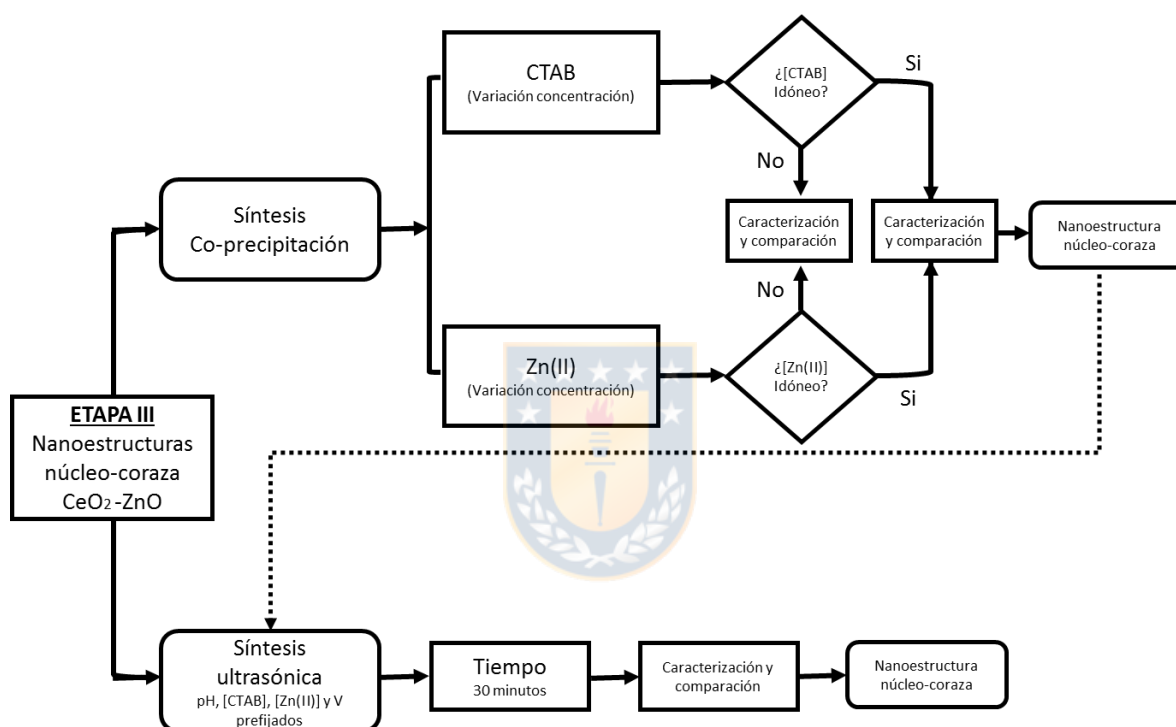 CTAB
(Variación concentración)
¿[CTAB]
Idóneo?
Si
No
Síntesis
Co-precipitación
Caracterización
y comparación
Caracterización
y comparación
Nanoestructura
núcleo-coraza
No
Zn(II)
(Variación concentración)
¿[Zn(II)]
Idóneo?
Si
ETAPA III
Nanoestructuras
núcleo-coraza
CeO2 -ZnO
Síntesis
ultrasónica
pH, [CTAB], [Zn(II)] y V
prefijados
Tiempo
30 minutos
Caracterización y
comparación
Nanoestructura
núcleo-coraza